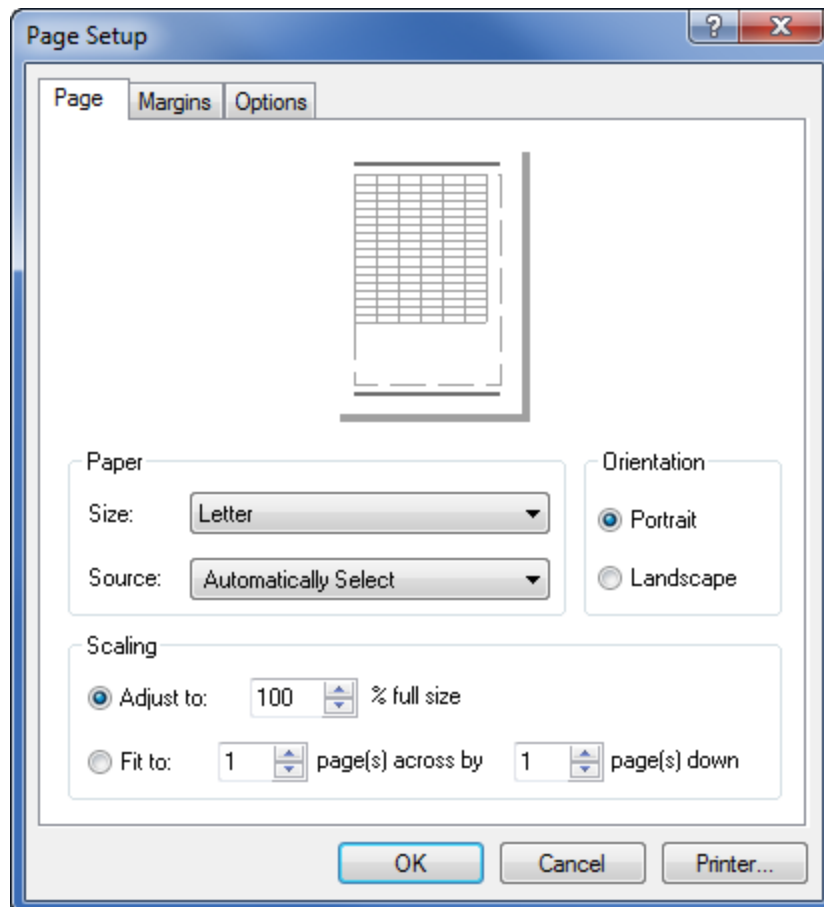 Page Setup
?
Page Margins Options
Paper
Size: Letter
Source: Automatically Select
Orientation
Portrait
Landscape
Scaling
Adjust to: 100 % full size
Fit to: 1 page(s) across by 1 page(s) down
OK Cancel Printer...